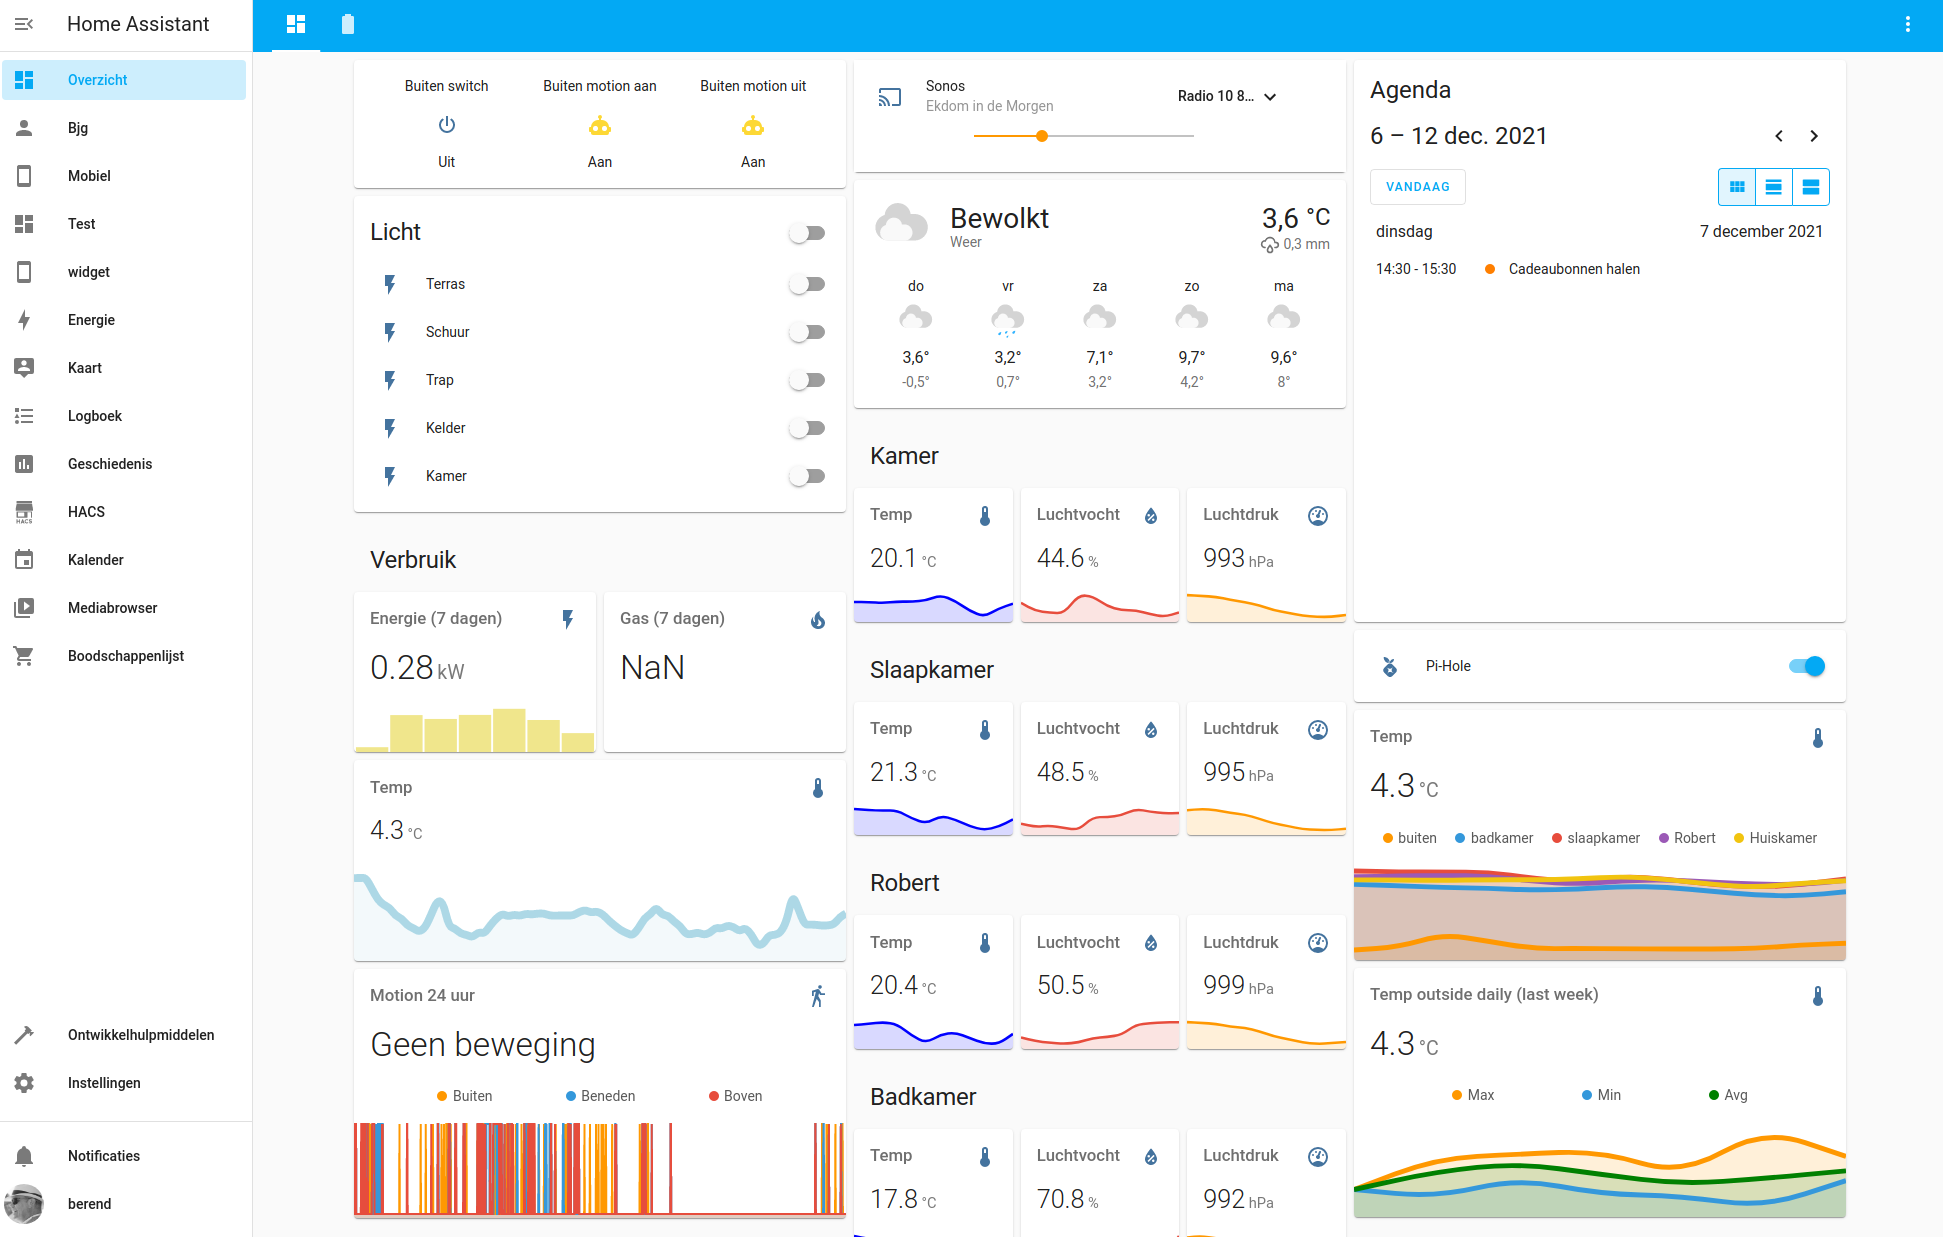 Home Assistant
Overzicht
Bjg
Mobiel
Test
widget
Energie
Kaart
Logboek
Geschiedenis
HACS
HACS
Kalender
Mediabrowser
Boodschappenlijst
Ontwikkelhulpmiddelen
Instellingen
Notificaties
berend
Buiten switch Buiten motion aan Buiten motion uit
Uit Aan Aan
Licht
Terras
Schuur
Trap
Kelder
Kamer
Verbruik
Energie (7 dagen)
0.28 kW
Gas (7 dagen)
NaN
Temp
4.3 °C
Motion 24 uur
Geen beweging
Buiten Beneden Boven
Sonos
Ekdom in de Morgen
Radio 10 8...
Bewolkt
Weer
3,6 °C
0,3 mm
do vr za zo ma
3,6° 3,2° 7,1° 9,7° 9,6°
-0,5° 0,7° 3,2° 4,2° 8°
Kamer
Temp Luchtvocht Luchtdruk
20.1 °C 44.6 % 993 hPa
Slaapkamer
Temp Luchtvocht Luchtdruk
21.3 °C 48.5 % 995 hPa
Robert
Temp Luchtvocht Luchtdruk
20.4 °C 50.5 % 999 hPa
Badkamer
Temp Luchtvocht Luchtdruk
17.8 °C 70.8 % 992 hPa
Agenda
6 – 12 dec. 2021
VANDAAG
dinsdag 7 december 2021
14:30 - 15:30 Cadeaubonnen halen
Pi-Hole
Temp
4.3 °C
buiten badkamer slaapkamer Robert Huiskamer
Temp outside daily (last week)
4.3 °C
Max Min Avg